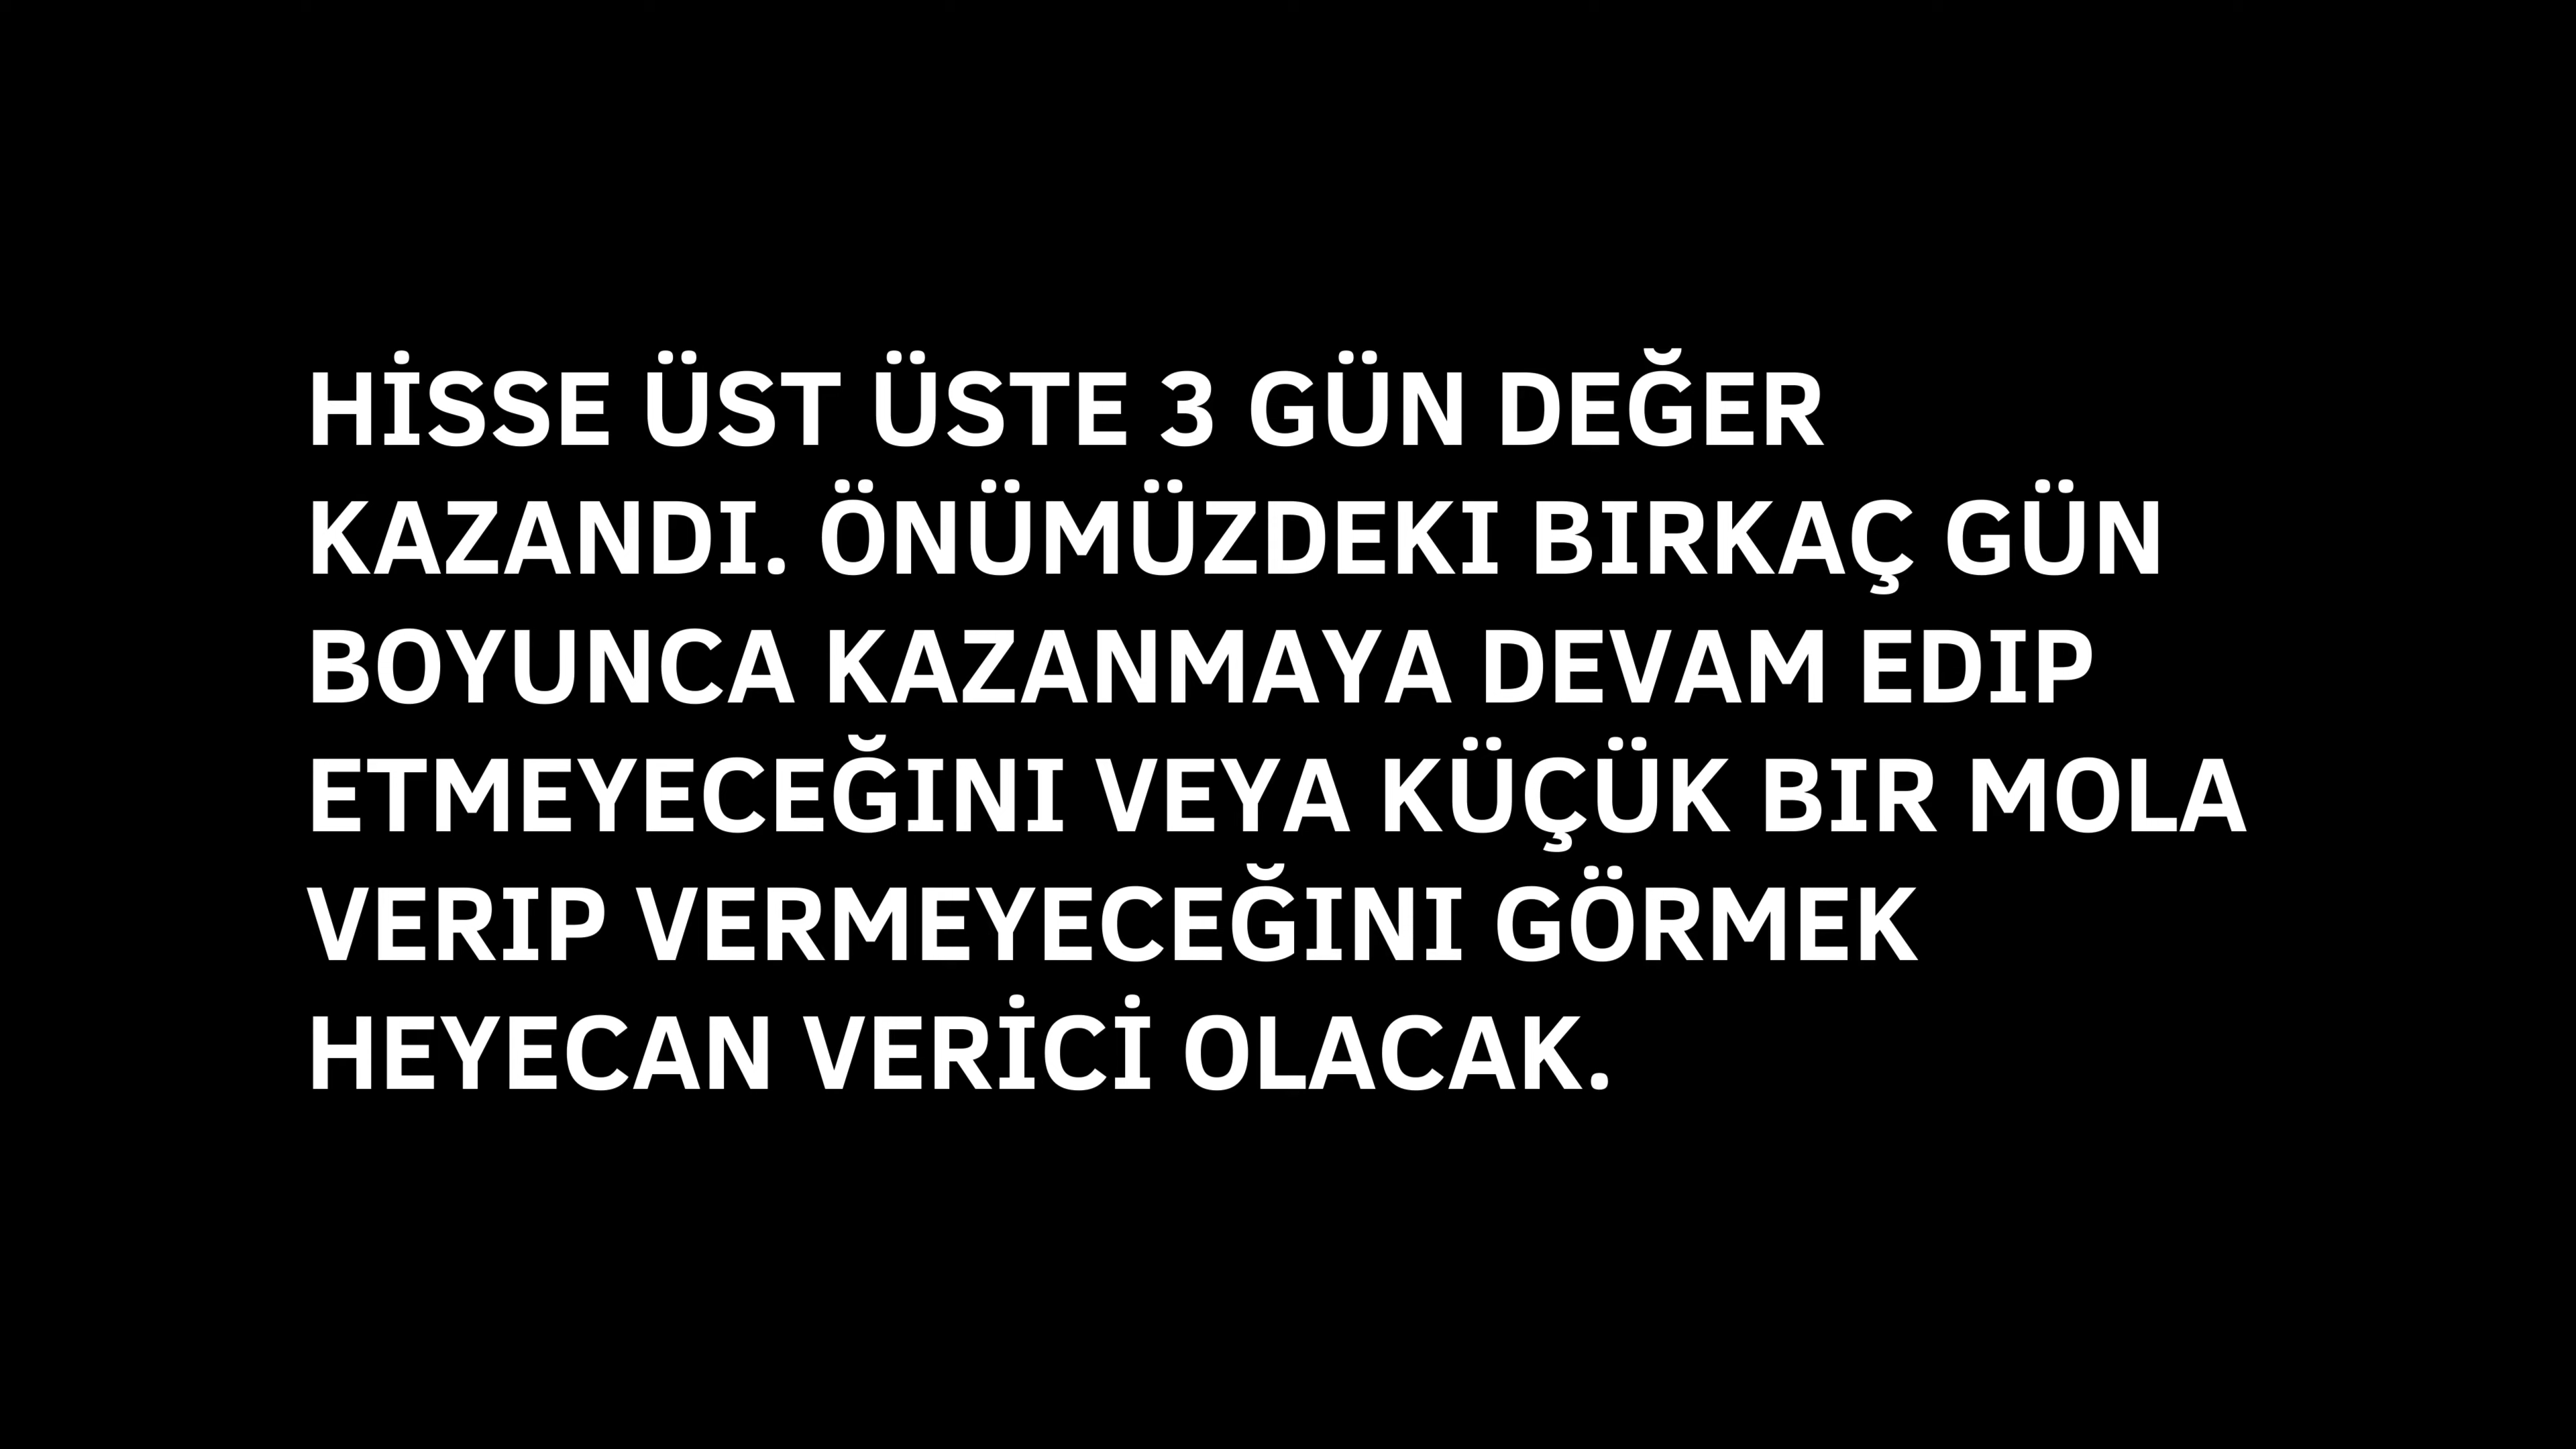 HİSSE ÜST ÜSTE 3 GÜN DEĞER
KAZANDI. ÖNÜMÜZDEKI BIRKAÇ GÜN
BOYUNCA KAZANMAYA DEVAM EDIP
ETMEYECEĞINI VEYA KÜÇÜK BIR MOLA
VERIP VERMEYECEĞINI GÖRMEK
HEYECAN VERİCİ OLACAK.